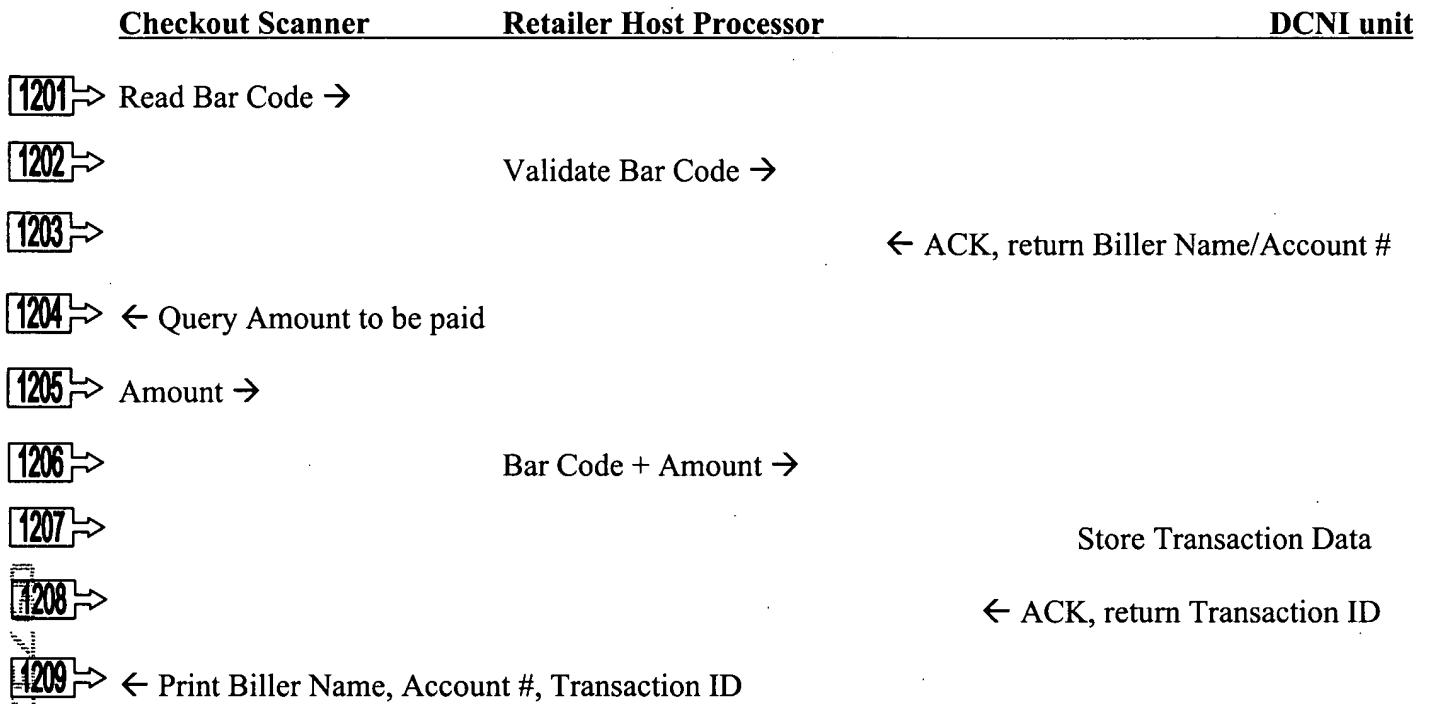 Checkout Scanner Retailer Host Processor DCNI unit
1201 Read Bar Code →
1202 Validate Bar Code →
1203 ← ACK, return Biller Name/Account #
1204 ← Query Amount to be paid
1205 Amount →
1206 Bar Code + Amount →
1207 Store Transaction Data
1208 ← ACK, return Transaction ID
1209 ← Print Biller Name, Account #, Transaction ID